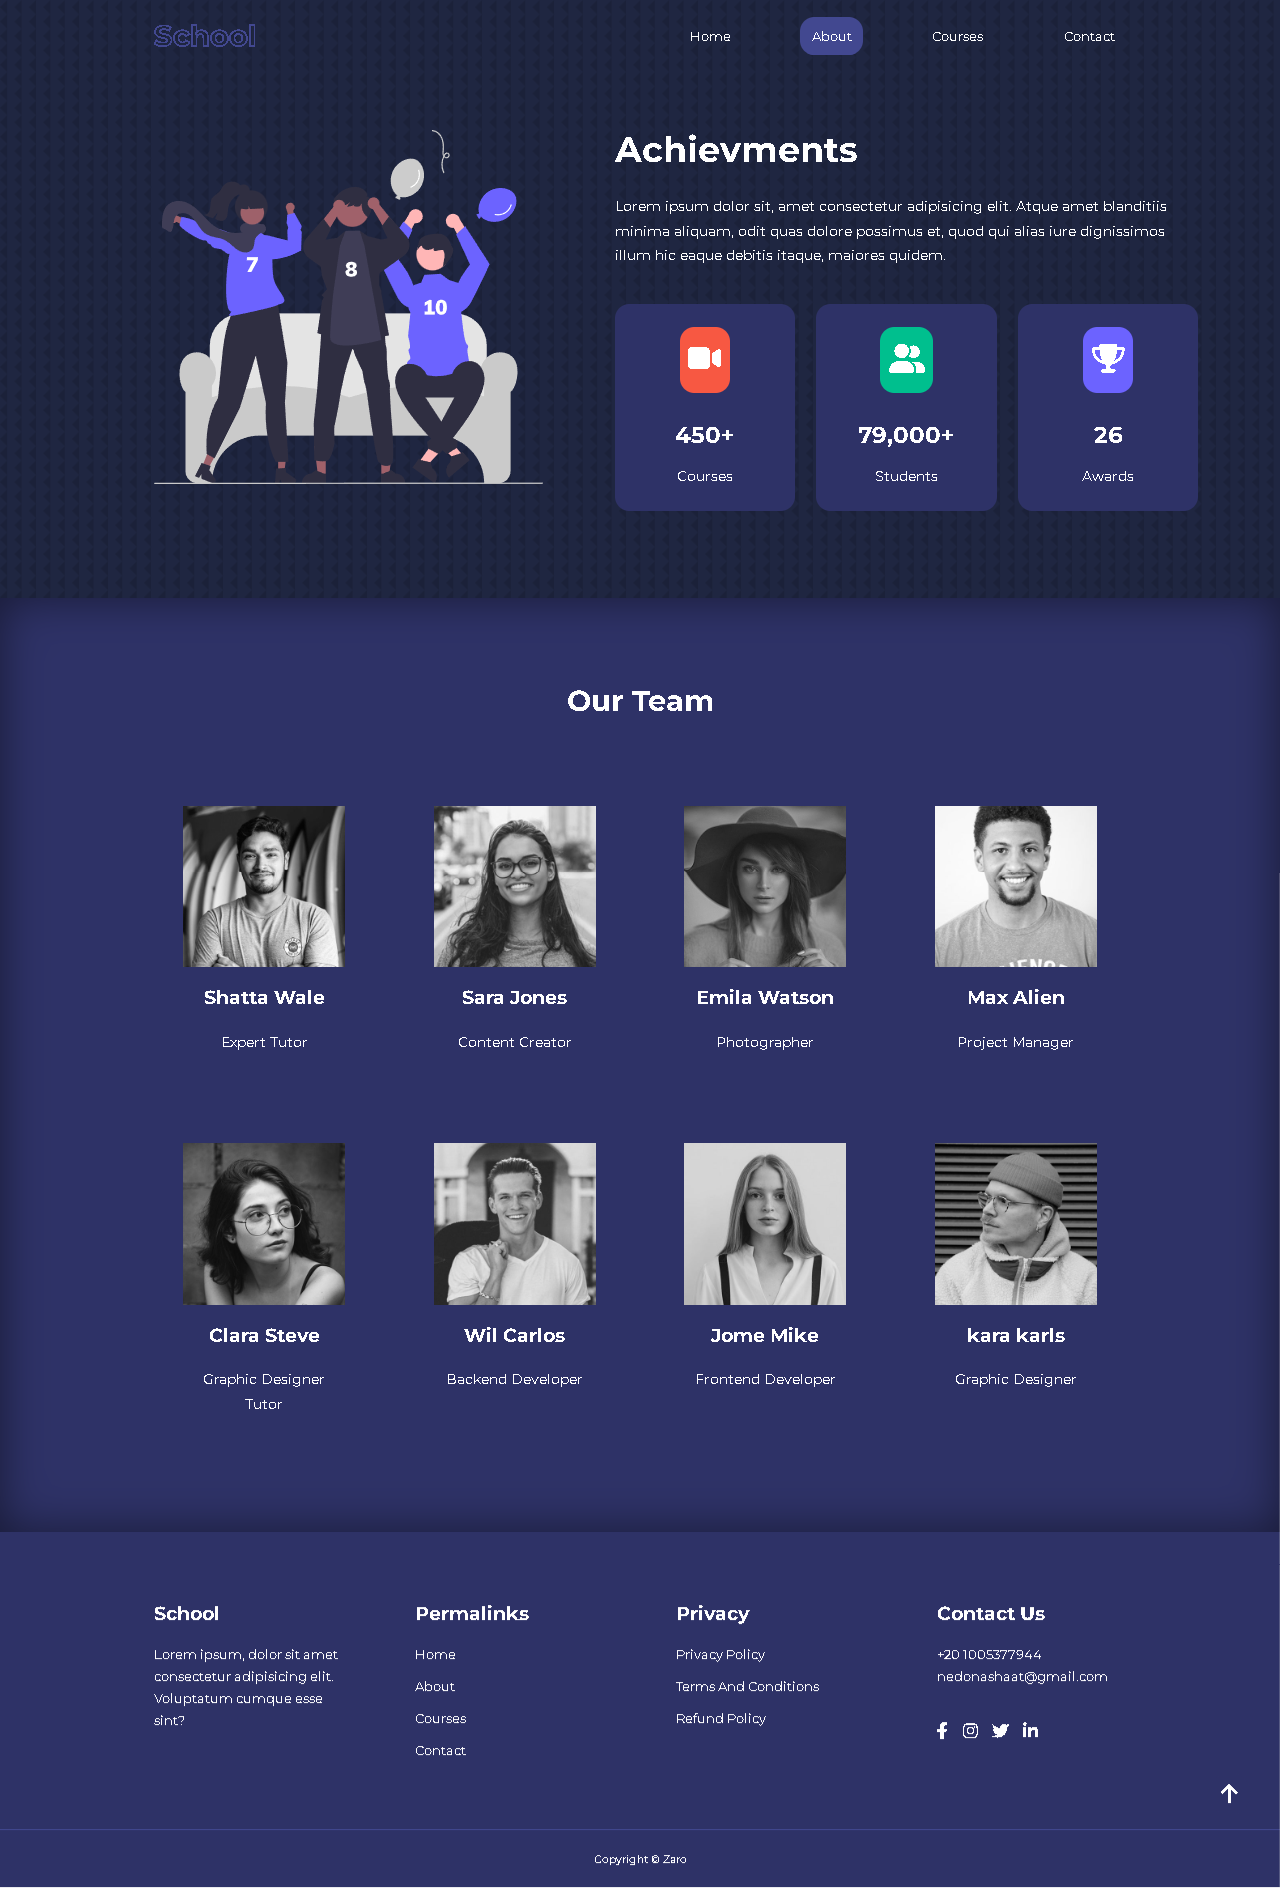 School
Home
About
Courses
Contact
7
8
10
Achievments
Lorem ipsum dolor sit, amet consectetur adipisicing elit. Atque amet blanditiis
minima aliquam, odit quas dolore possimus et, quod qui alias iure dignissimos
illum hic eaque debitis itaque, maiores quidem.
450+
Courses
79,000+
Students
26
Awards
Our Team
Shatta Wale
Expert Tutor
Sara Jones
Content Creator
Emila Watson
Photographer
Max Alien
Project Manager
Clara Steve
Graphic Designer
Tutor
Wil Carlos
Backend Developer
Jome Mike
Frontend Developer
kara karls
Graphic Designer
School
Lorem ipsum, dolor sit amet
consectetur adipisicing elit.
Voluptatum cumque esse
sint?
Permalinks
Home
About
Courses
Contact
Privacy
Privacy Policy
Terms And Conditions
Refund Policy
Contact Us
+20 1005377944
nedonashaat@gmail.com
Copyright © Zaro